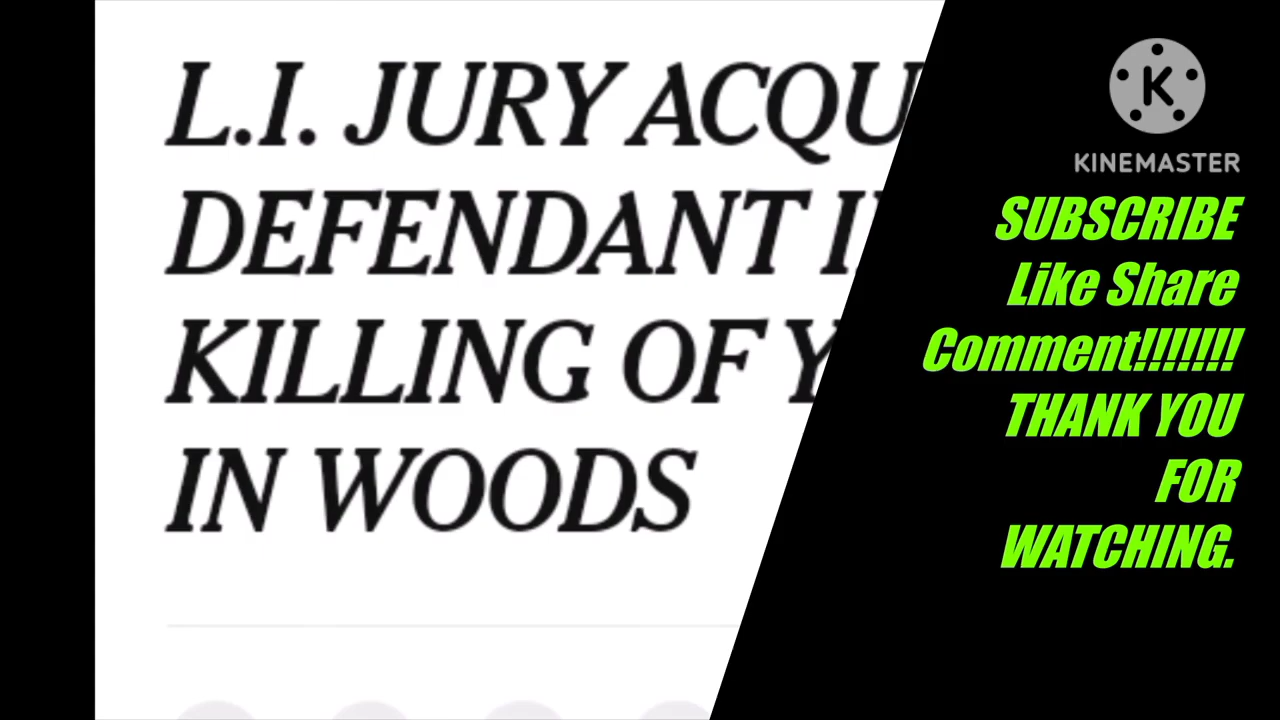 L.I. JURY ACQU
DEFENDANT I
KILLING OF Y
IN WOODS
K
KINEMASTER
SUBSCRIBE
Like Share
Comment!!!!!!!
THANK YOU
FOR
WATCHING.